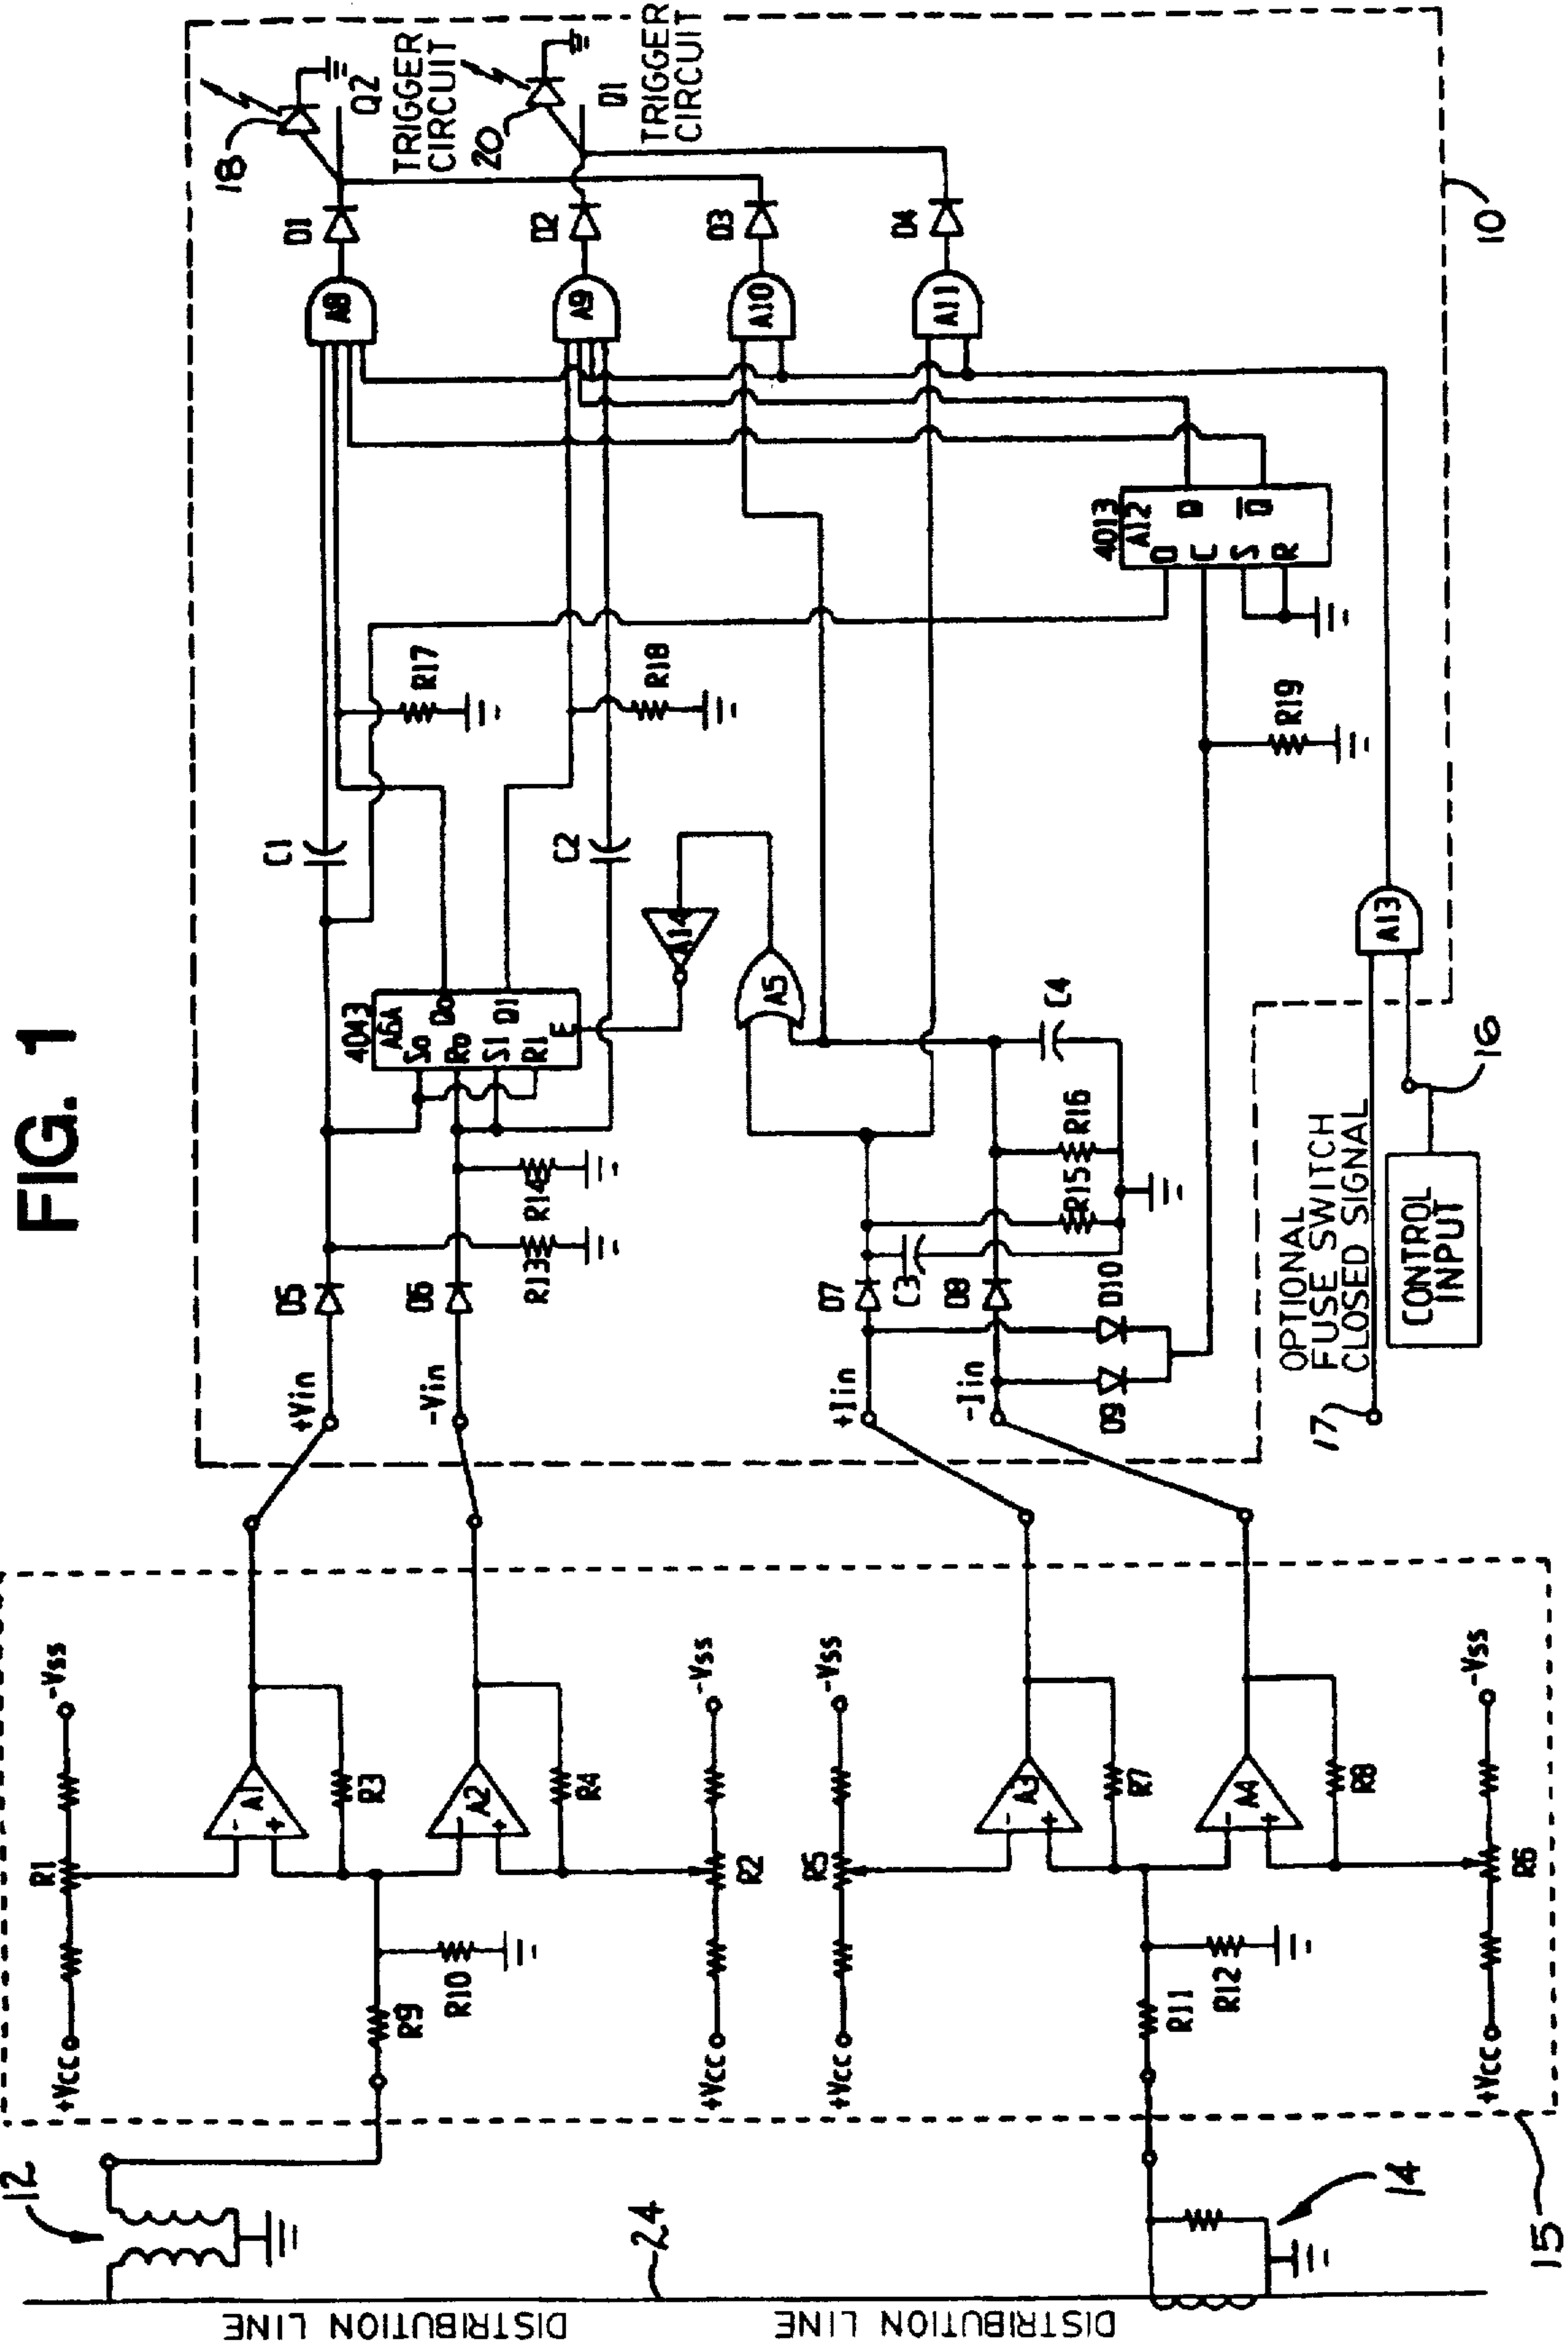 FIG. 1
DISTRIBUTION LINE
24
DISTRIBUTION LINE
12
14
15
+Vcc
R1
-Vss
A1
-
+
R3
R9
R10
A2
-
+
R4
+Vcc
R2
-Vss
+Vcc
R5
-Vss
A3
-
+
R7
R11
R12
A4
-
+
R8
+Vcc
R6
-Vss
+Vin
-Vin
+Iin
-Iin
D5
D6
R13
R14
D7
C3
D8
D9
D10
R15
R16
C4
4043
A6A
S0
R0
S1
R1
E
D0
D1
C1
C2
R17
R18
A14
A5
R19
4013
A12
D
C
S
R
Q
Q
A8
A9
A10
A11
D1
D2
D3
D4
18
Q2
TRIGGER
CIRCUIT
20
D1
TRIGGER
CIRCUIT
10
17
OPTIONAL
FUSE SWITCH
CLOSED SIGNAL
CONTROL
INPUT
16
A13